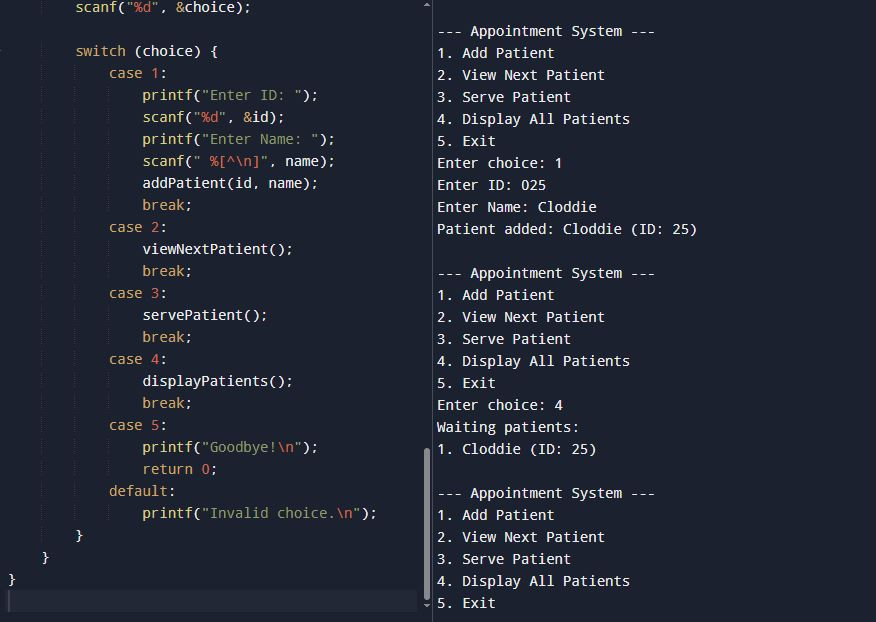 scanf("%d", &choice);
switch (choice) {
case 1:
printf("Enter ID: ");
scanf("%d", &id);
printf("Enter Name: ");
scanf(" %[^\n]", name);
addPatient(id, name);
break;
case 2:
viewNextPatient();
break;
case 3:
servePatient();
break;
case 4:
displayPatients();
break;
case 5:
printf("Goodbye!\n");
return 0;
default:
printf("Invalid choice.\n");
}
}
}
--- Appointment System ---
1. Add Patient
2. View Next Patient
3. Serve Patient
4. Display All Patients
5. Exit
Enter choice: 1
Enter ID: 025
Enter Name: Cloddie
Patient added: Cloddie (ID: 25)
--- Appointment System ---
1. Add Patient
2. View Next Patient
3. Serve Patient
4. Display All Patients
5. Exit
Enter choice: 4
Waiting patients:
1. Cloddie (ID: 25)
--- Appointment System ---
1. Add Patient
2. View Next Patient
3. Serve Patient
4. Display All Patients
5. Exit